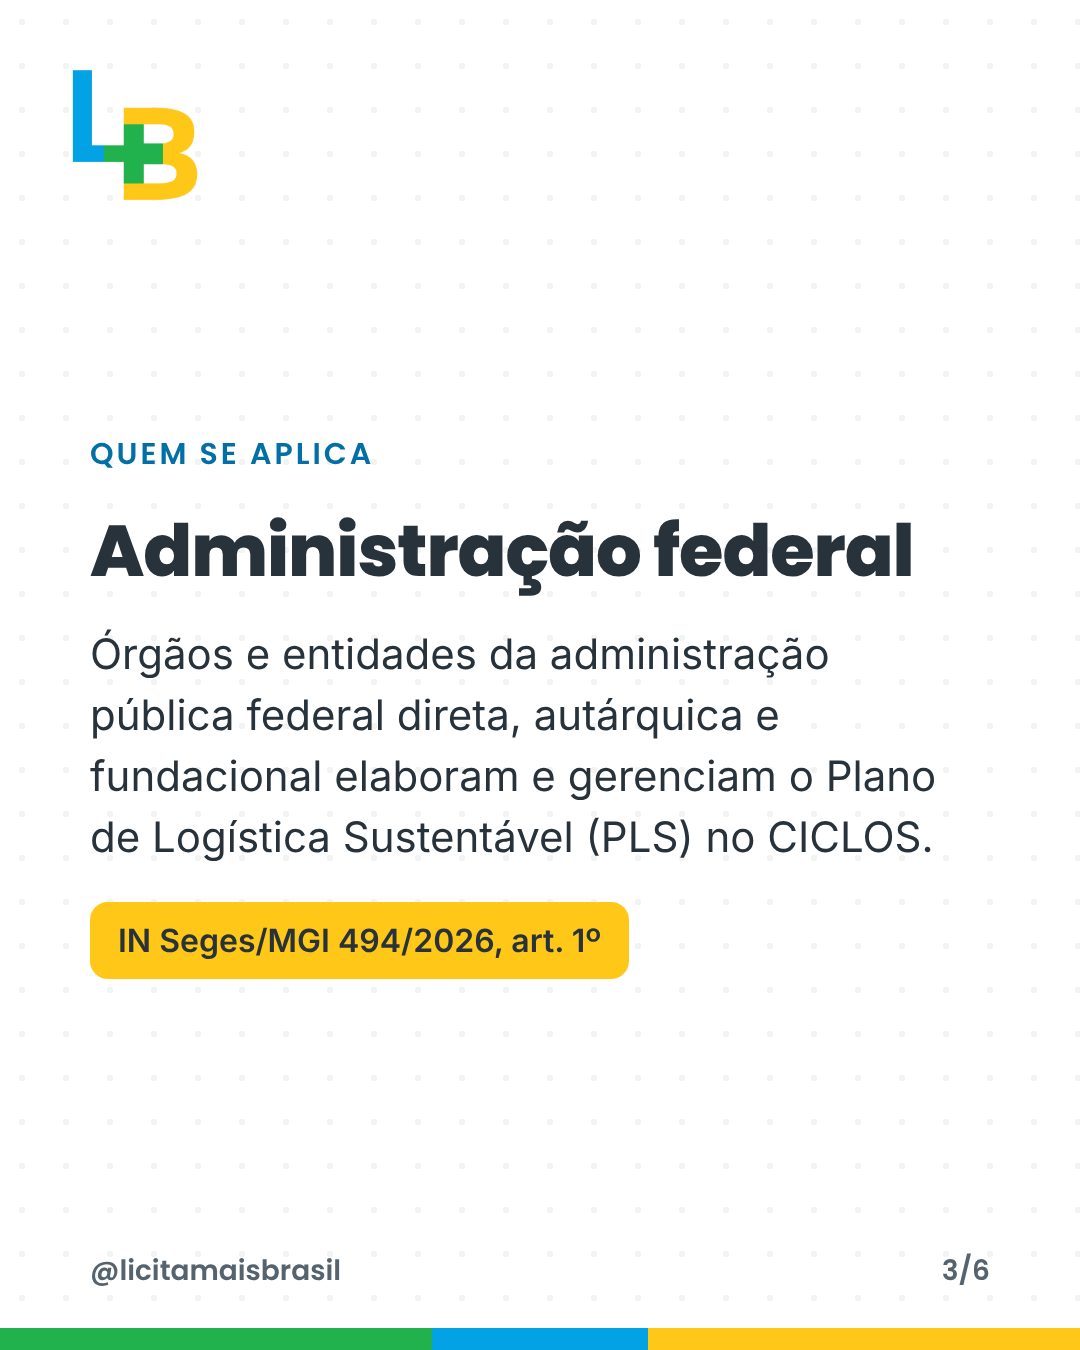 L+B
QUEM SE APLICA
Administração federal
Órgãos e entidades da administração
pública federal direta, autárquica e
fundacional elaboram e gerenciam o Plano
de Logística Sustentável (PLS) no CICLOS.
IN Seges/MGI 494/2026, art. 1º
@licitamaisbrasil
3/6